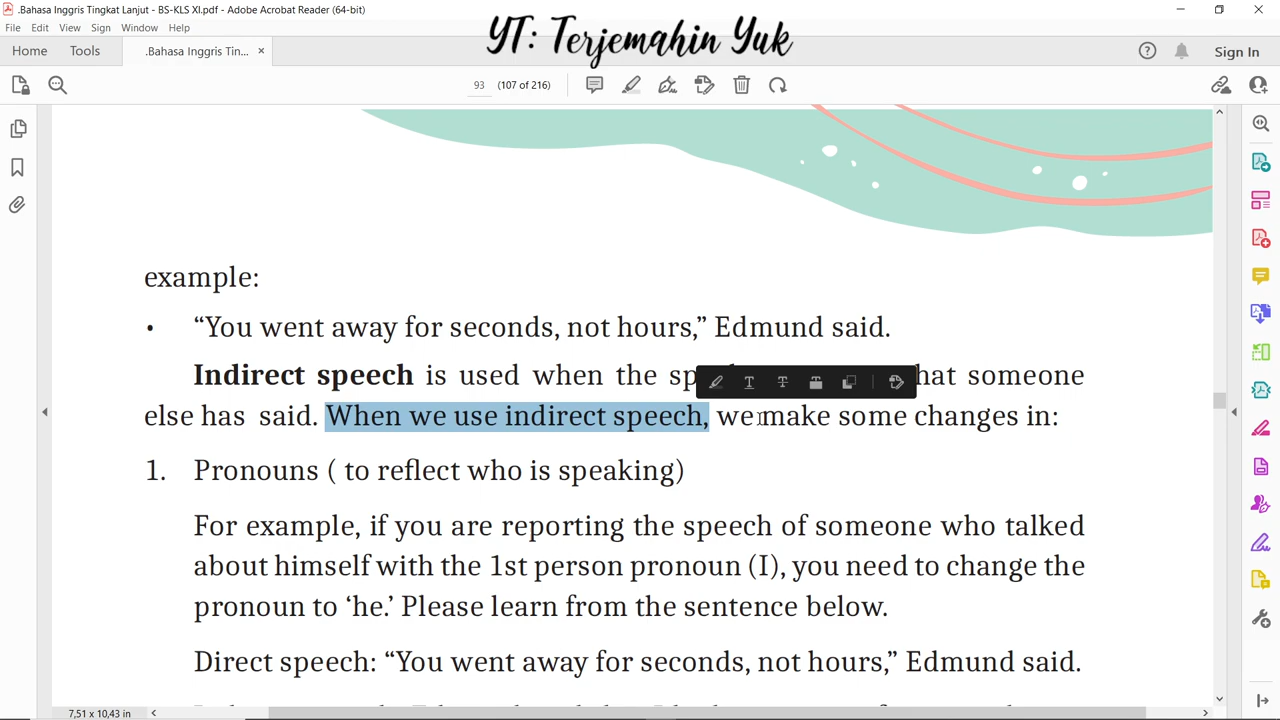 .Bahasa Inggris Tingkat Lanjut - BS-KLS XI.pdf - Adobe Acrobat Reader (64-bit)
File Edit View Sign Window Help
YT: Terjemahin Yuk
Home Tools .Bahasa Inggris Tin... × Sign In
93 (107 of 216)
example:
• “You went away for seconds, not hours,” Edmund said.
Indirect speech is used when the hat someone
else has said. When we use indirect speech, we make some changes in:
1. Pronouns ( to reflect who is speaking)
For example, if you are reporting the speech of someone who talked
about himself with the 1st person pronoun (I), you need to change the
pronoun to ‘he.’ Please learn from the sentence below.
Direct speech: “You went away for seconds, not hours,” Edmund said.
7,51 x 10,43 in